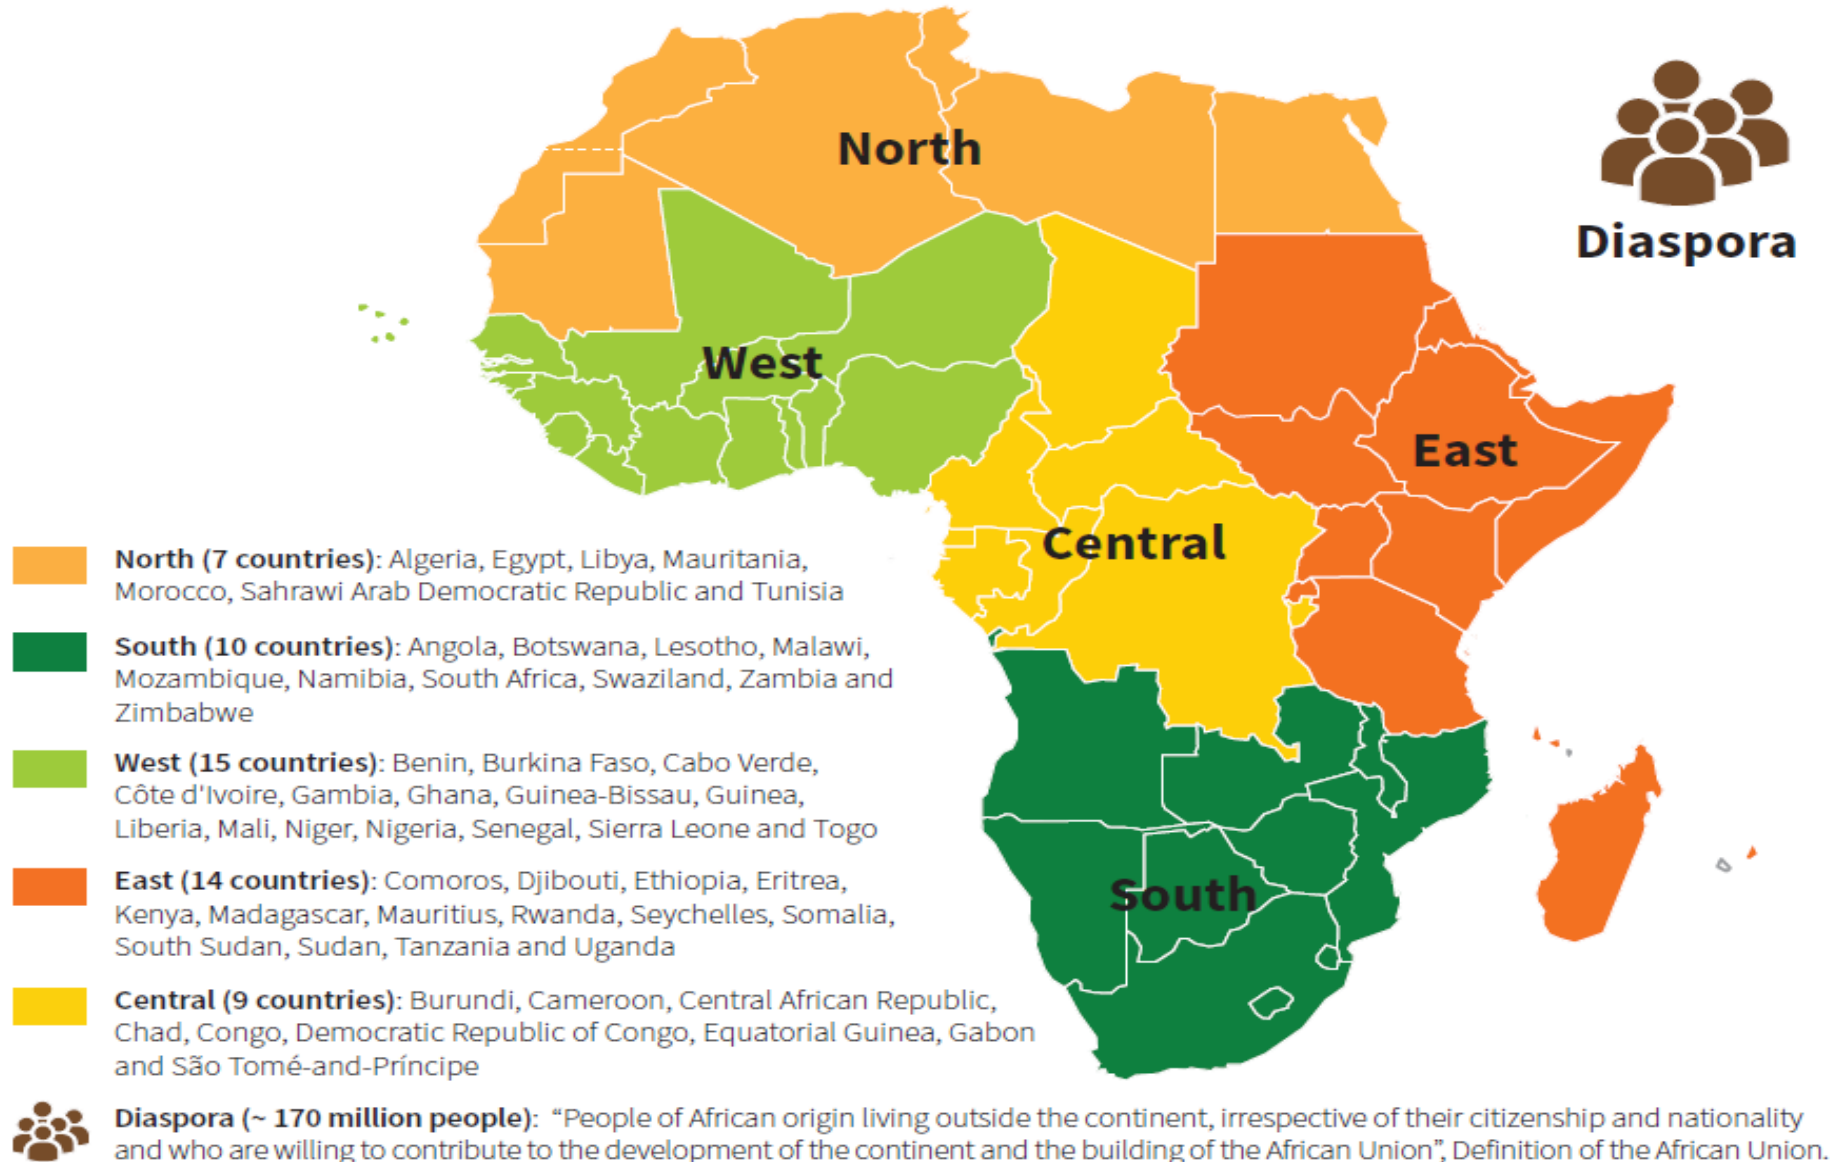 North
Diaspora
West
East
Central
South
North (7 countries): Algeria, Egypt, Libya, Mauritania,
Morocco, Sahrawi Arab Democratic Republic and Tunisia
South (10 countries): Angola, Botswana, Lesotho, Malawi,
Mozambique, Namibia, South Africa, Swaziland, Zambia and
Zimbabwe
West (15 countries): Benin, Burkina Faso, Cabo Verde,
Côte d'Ivoire, Gambia, Ghana, Guinea-Bissau, Guinea,
Liberia, Mali, Niger, Nigeria, Senegal, Sierra Leone and Togo
East (14 countries): Comoros, Djibouti, Ethiopia, Eritrea,
Kenya, Madagascar, Mauritius, Rwanda, Seychelles, Somalia,
South Sudan, Sudan, Tanzania and Uganda
Central (9 countries): Burundi, Cameroon, Central African Republic,
Chad, Congo, Democratic Republic of Congo, Equatorial Guinea, Gabon
and São Tomé-and-Príncipe
Diaspora (~ 170 million people): “People of African origin living outside the continent, irrespective of their citizenship and nationality
and who are willing to contribute to the development of the continent and the building of the African Union”, Definition of the African Union.